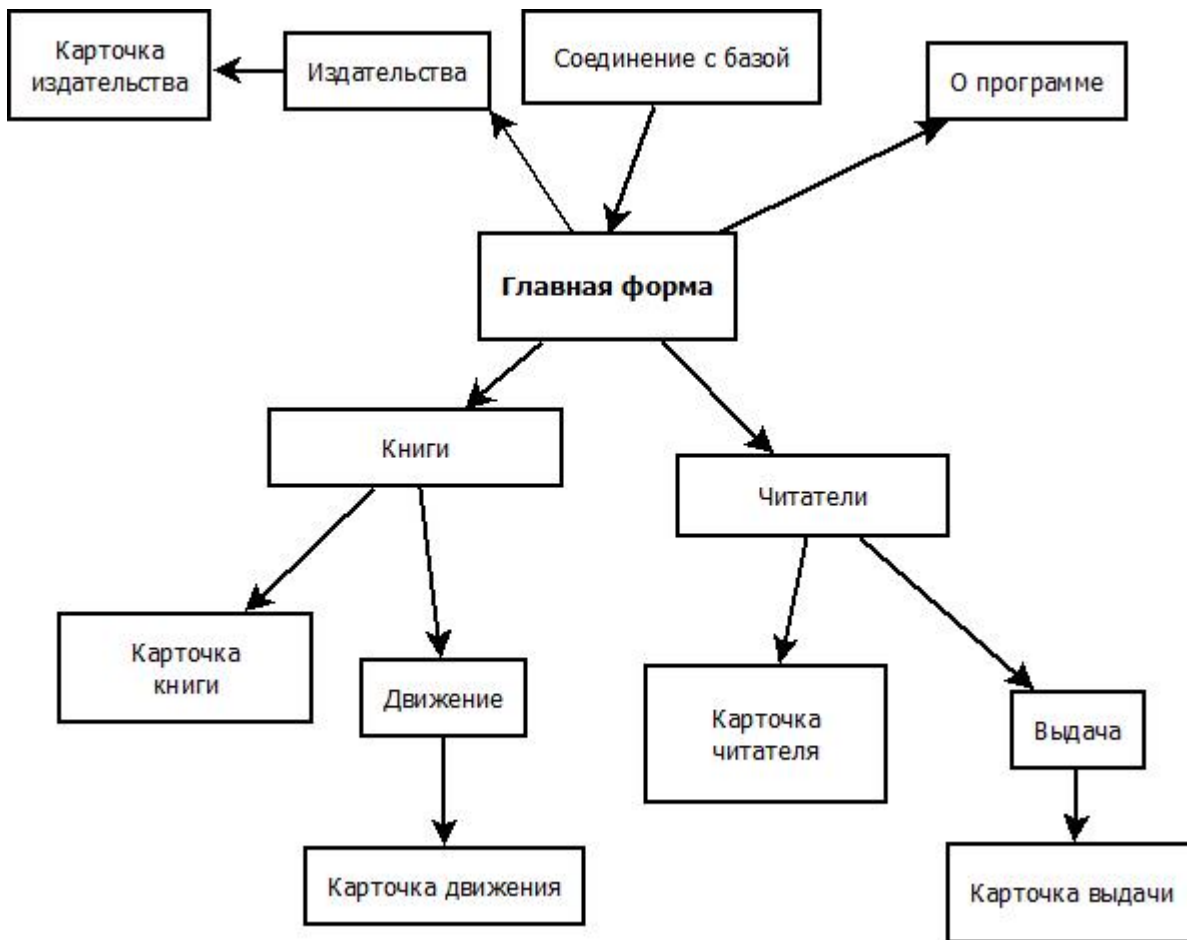 Карточка
издательства
Издательства
Соединение с базой
О программе
Главная форма
Книги
Читатели
Карточка
книги
Движение
Карточка
читателя
Выдача
Карточка движения
Карточка выдачи